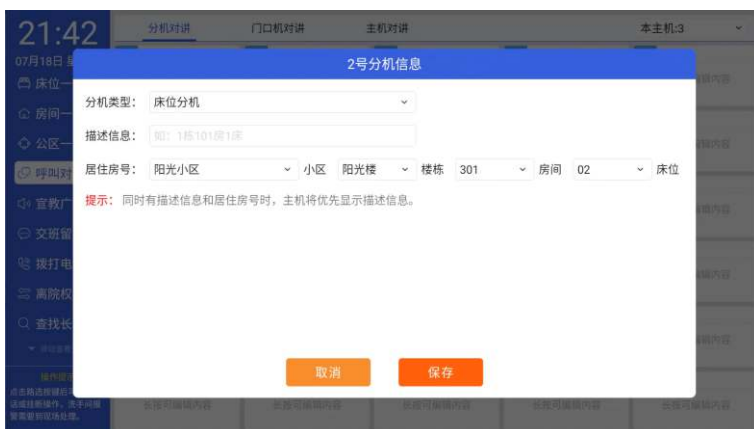 21:42
分机对讲 门口机对讲 主机对讲 本主机:3
07月18日
2号分机信息
床位一
分机类型： 床位分机
房间一
描述信息： 如：1栋101房1床
公区一
居住房号： 阳光小区 小区 阳光楼 楼栋 301 房间 02 床位
呼叫对
提示： 同时有描述信息和居住房号时，主机将优先显示描述信息。
宣教广
交班留
拨打电
离院权
查找长
取消 保存
长按可编辑内容 长按可编辑内容 长按可编辑内容 长按可编辑内容 长按可编辑内容